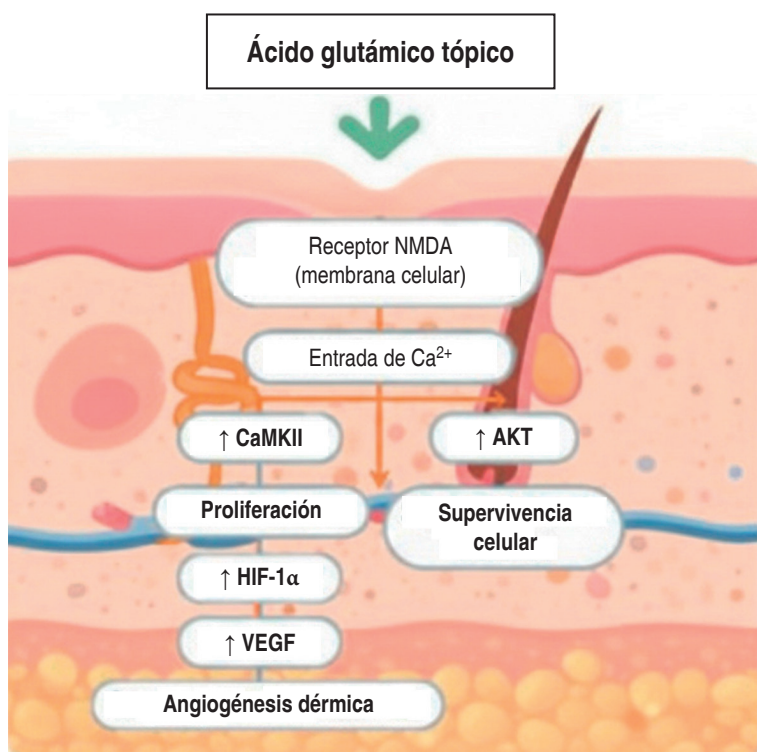 Ácido glutámico tópico
Receptor NMDA
(membrana celular)
Entrada de Ca²⁺
↑ CaMKII
↑ AKT
Proliferación
Supervivencia
celular
↑ HIF-1α
↑ VEGF
Angiogénesis dérmica